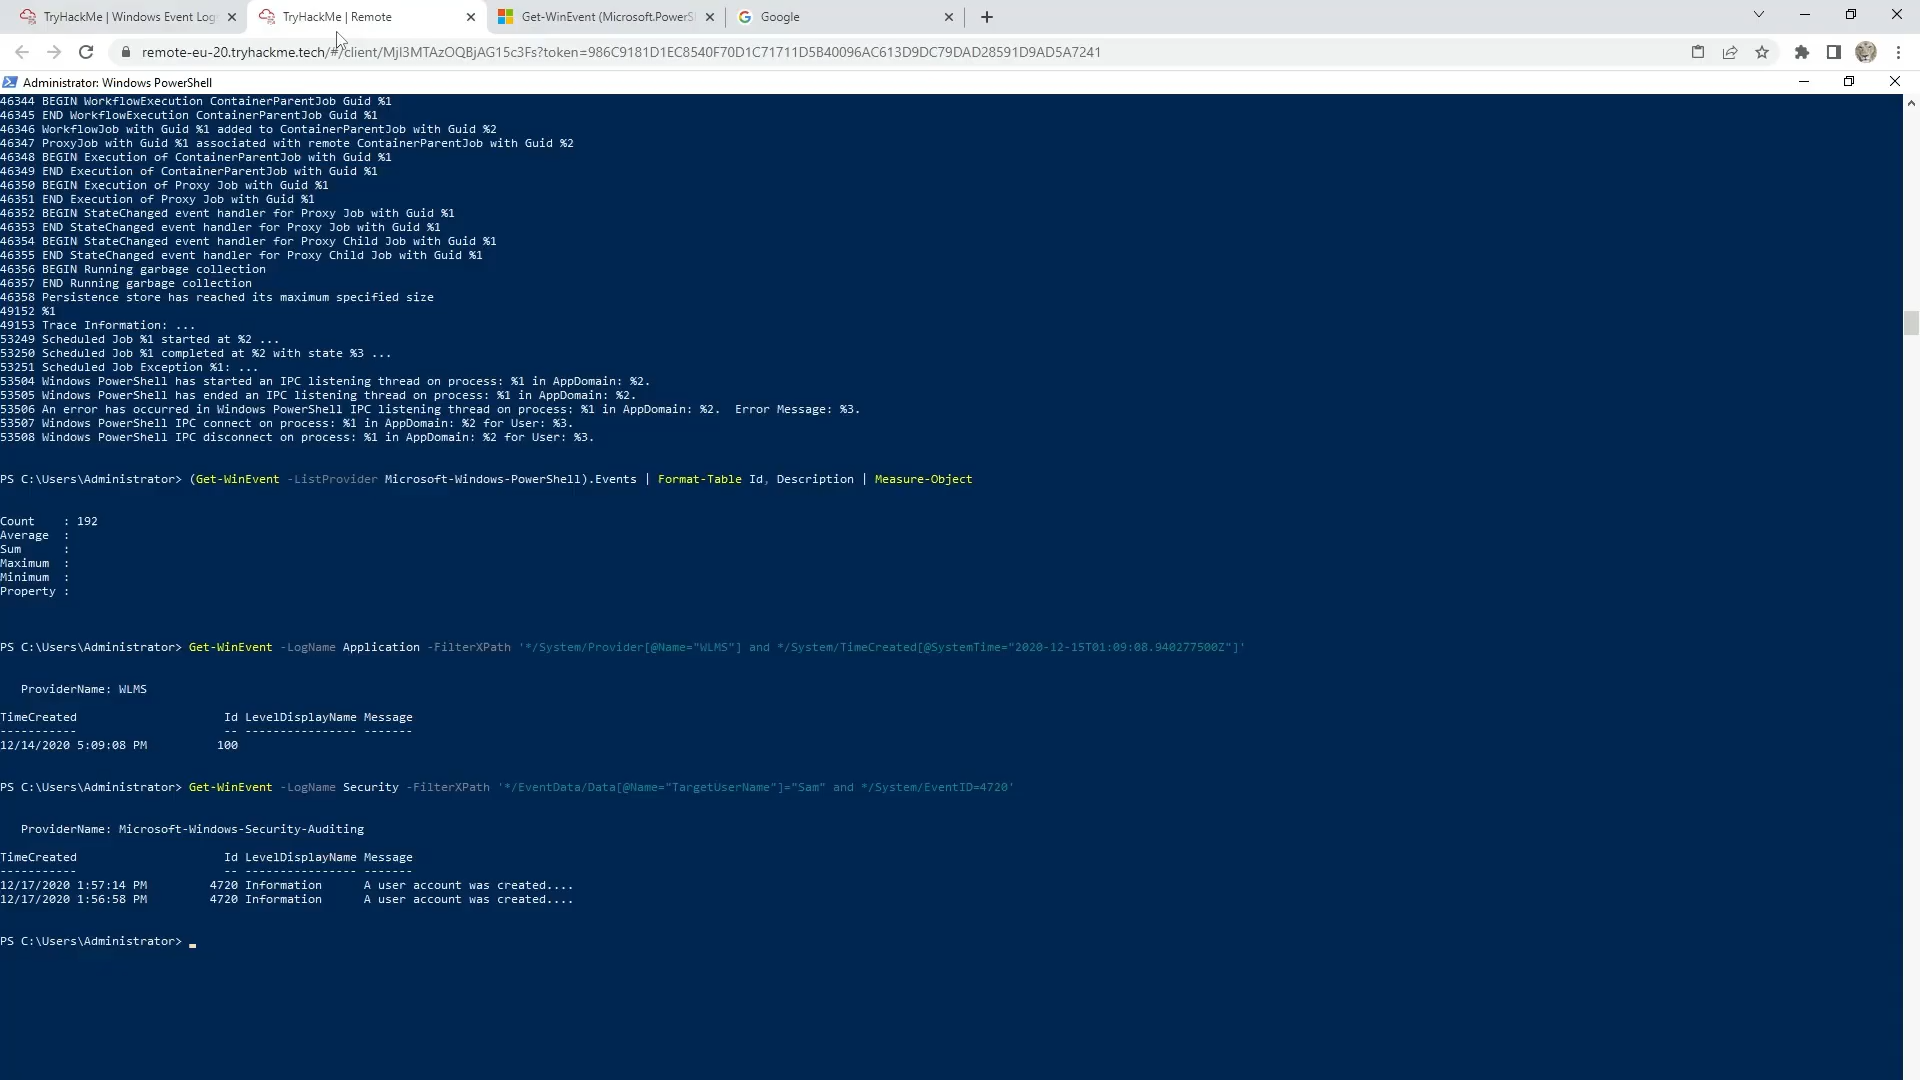 TryHackMe | Windows Event Log
TryHackMe | Remote
Get-WinEvent (Microsoft.PowerS
Google
remote-eu-20.tryhackme.tech/#/client/MjI3MTAzOQBjAG15c3Fs?token=986C9181D1EC8540F70D1C71711D5B40096AC613D9DC79DAD28591D9AD5A7241
Administrator: Windows PowerShell
46344 BEGIN WorkflowExecution ContainerParentJob Guid %1
46345 END WorkflowExecution ContainerParentJob Guid %1
46346 WorkflowJob with Guid %1 added to ContainerParentJob with Guid %2
46347 ProxyJob with Guid %1 associated with remote ContainerParentJob with Guid %2
46348 BEGIN Execution of ContainerParentJob with Guid %1
46349 END Execution of ContainerParentJob with Guid %1
46350 BEGIN Execution of Proxy Job with Guid %1
46351 END Execution of Proxy Job with Guid %1
46352 BEGIN StateChanged event handler for Proxy Job with Guid %1
46353 END StateChanged event handler for Proxy Job with Guid %1
46354 BEGIN StateChanged event handler for Proxy Child Job with Guid %1
46355 END StateChanged event handler for Proxy Child Job with Guid %1
46356 BEGIN Running garbage collection
46357 END Running garbage collection
46358 Persistence store has reached its maximum specified size
49152 %1
49153 Trace Information: ...
53249 Scheduled Job %1 started at %2 ...
53250 Scheduled Job %1 completed at %2 with state %3 ...
53251 Scheduled Job Exception %1: ...
53504 Windows PowerShell has started an IPC listening thread on process: %1 in AppDomain: %2.
53505 Windows PowerShell has ended an IPC listening thread on process: %1 in AppDomain: %2.
53506 An error has occurred in Windows PowerShell IPC listening thread on process: %1 in AppDomain: %2.  Error Message: %3.
53507 Windows PowerShell IPC connect on process: %1 in AppDomain: %2 for User: %3.
53508 Windows PowerShell IPC disconnect on process: %1 in AppDomain: %2 for User: %3.
PS C:\Users\Administrator> (Get-WinEvent -ListProvider Microsoft-Windows-PowerShell).Events | Format-Table Id, Description | Measure-Object
Count    : 192
Average  :
Sum      :
Maximum  :
Minimum  :
Property :
PS C:\Users\Administrator> Get-WinEvent -LogName Application -FilterXPath '*/System/Provider[@Name="WLMS"] and */System/TimeCreated[@SystemTime="2020-12-15T01:09:08.940277500Z"]'
ProviderName: WLMS
TimeCreated                     Id LevelDisplayName Message
-----------                     -- ---------------- -------
12/14/2020 5:09:08 PM          100
PS C:\Users\Administrator> Get-WinEvent -LogName Security -FilterXPath '*/EventData/Data[@Name="TargetUserName"]="Sam" and */System/EventID=4720'
ProviderName: Microsoft-Windows-Security-Auditing
TimeCreated                     Id LevelDisplayName Message
-----------                     -- ---------------- -------
12/17/2020 1:57:14 PM         4720 Information      A user account was created....
12/17/2020 1:56:58 PM         4720 Information      A user account was created....
PS C:\Users\Administrator>